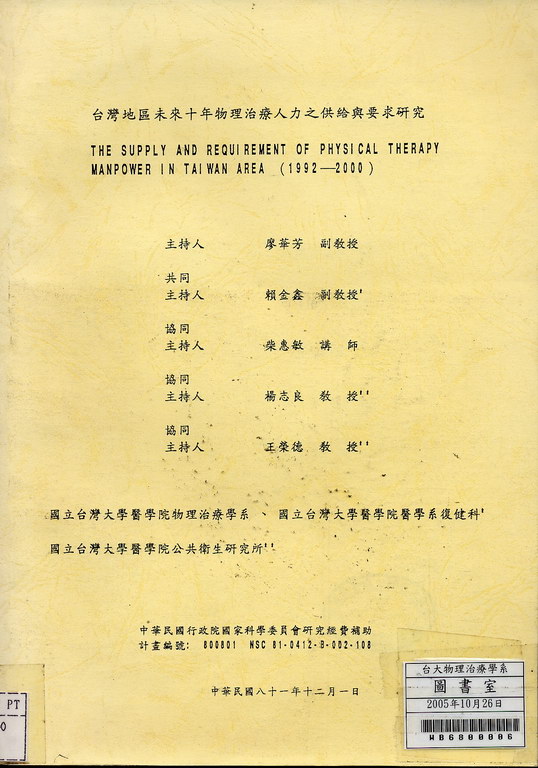 台灣地區未來十年物理治療人力之供給與要求研究
THE SUPPLY AND REQUIREMENT OF PHYSICAL THERAPY
MANPOWER IN TAIWAN AREA (1992—2000)
主持人 廖華芳 副教授
共同
主持人 賴金鑫 副教授'
協同
主持人 柴惠敏 講師
協同
主持人 楊志良 教授''
協同
主持人 王榮德 教授''
國立台灣大學醫學院物理治療學系、國立台灣大學醫學院醫學系復健科'
國立台灣大學醫學院公共衛生研究所''
中華民國行政院國家科學委員會研究經費補助
計畫編號: 800801 NSC 81-0412-B-002-108
中華民國八十一年十二月一日
PT
台大物理治療學系
圖書室
2005年10月26日
WB6800006